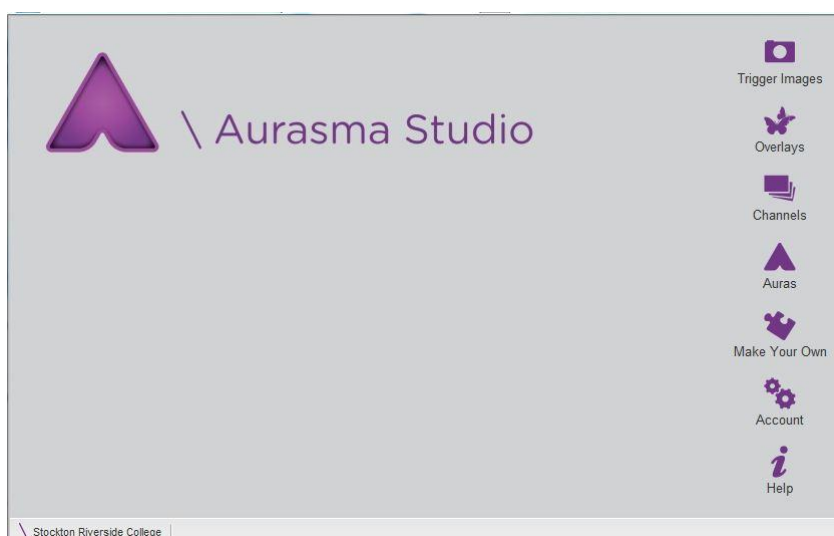 \ Aurasma Studio
Trigger Images
Overlays
Channels
Auras
Make Your Own
Account
Help
\ Stockton Riverside College